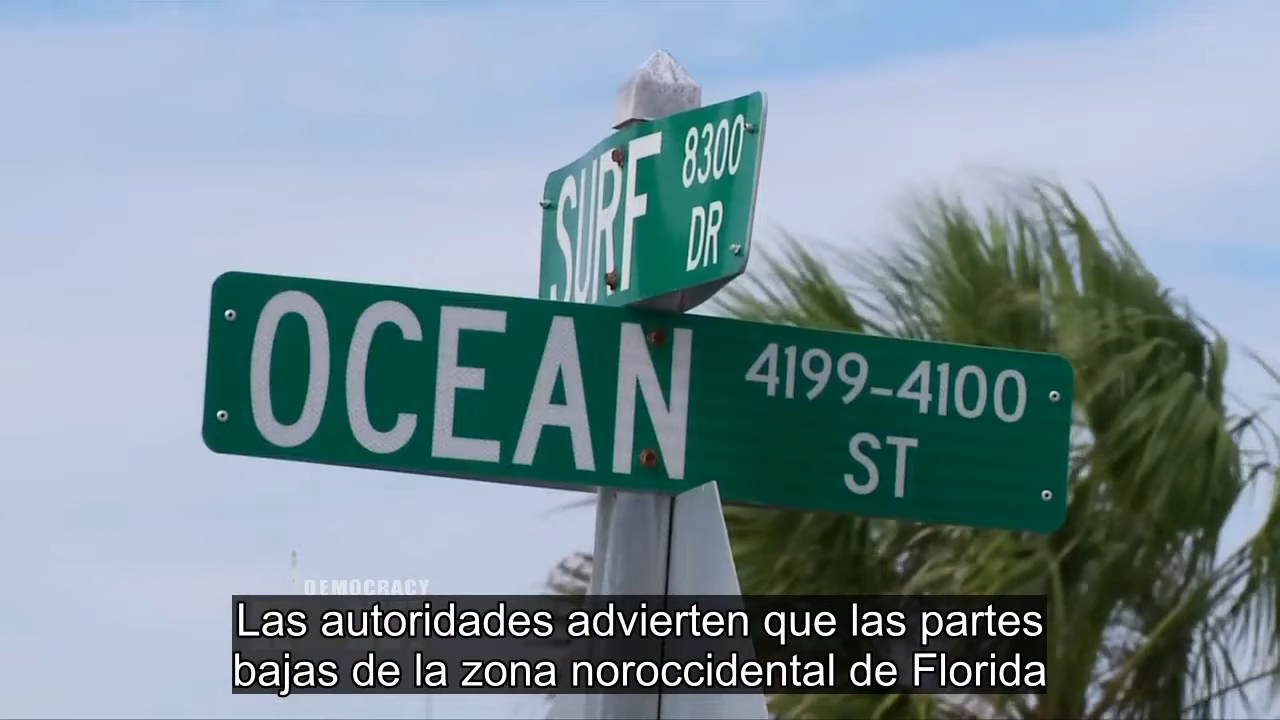 SURF 8300
DR
OCEAN 4199-4100
ST
DEMOCRACY
Las autoridades advierten que las partes
bajas de la zona noroccidental de Florida